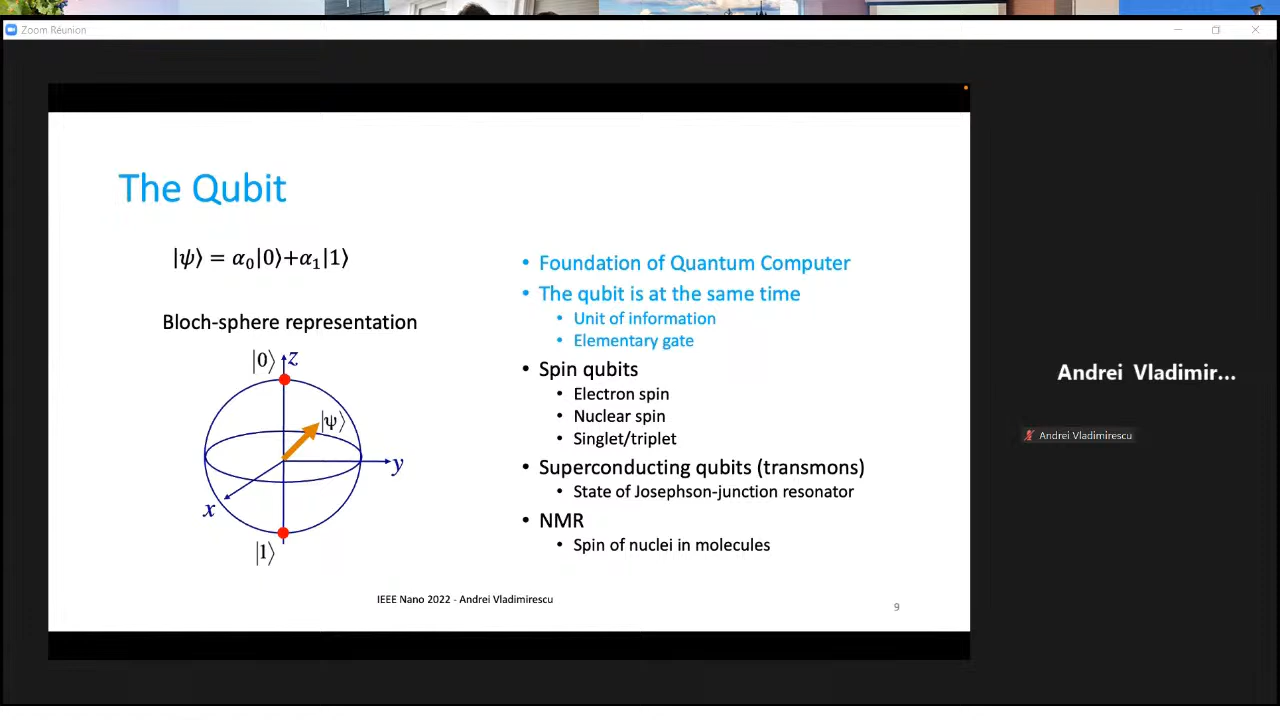 Zoom Réunion
The Qubit
|ψ⟩ = α₀|0⟩+α₁|1⟩
Bloch-sphere representation
|0⟩ z
|ψ⟩
y
x
|1⟩
• Foundation of Quantum Computer
• The qubit is at the same time
• Unit of information
• Elementary gate
• Spin qubits
• Electron spin
• Nuclear spin
• Singlet/triplet
• Superconducting qubits (transmons)
• State of Josephson-junction resonator
• NMR
• Spin of nuclei in molecules
IEEE Nano 2022 - Andrei Vladimirescu
9
Andrei Vladimir...
Andrei Vladimirescu